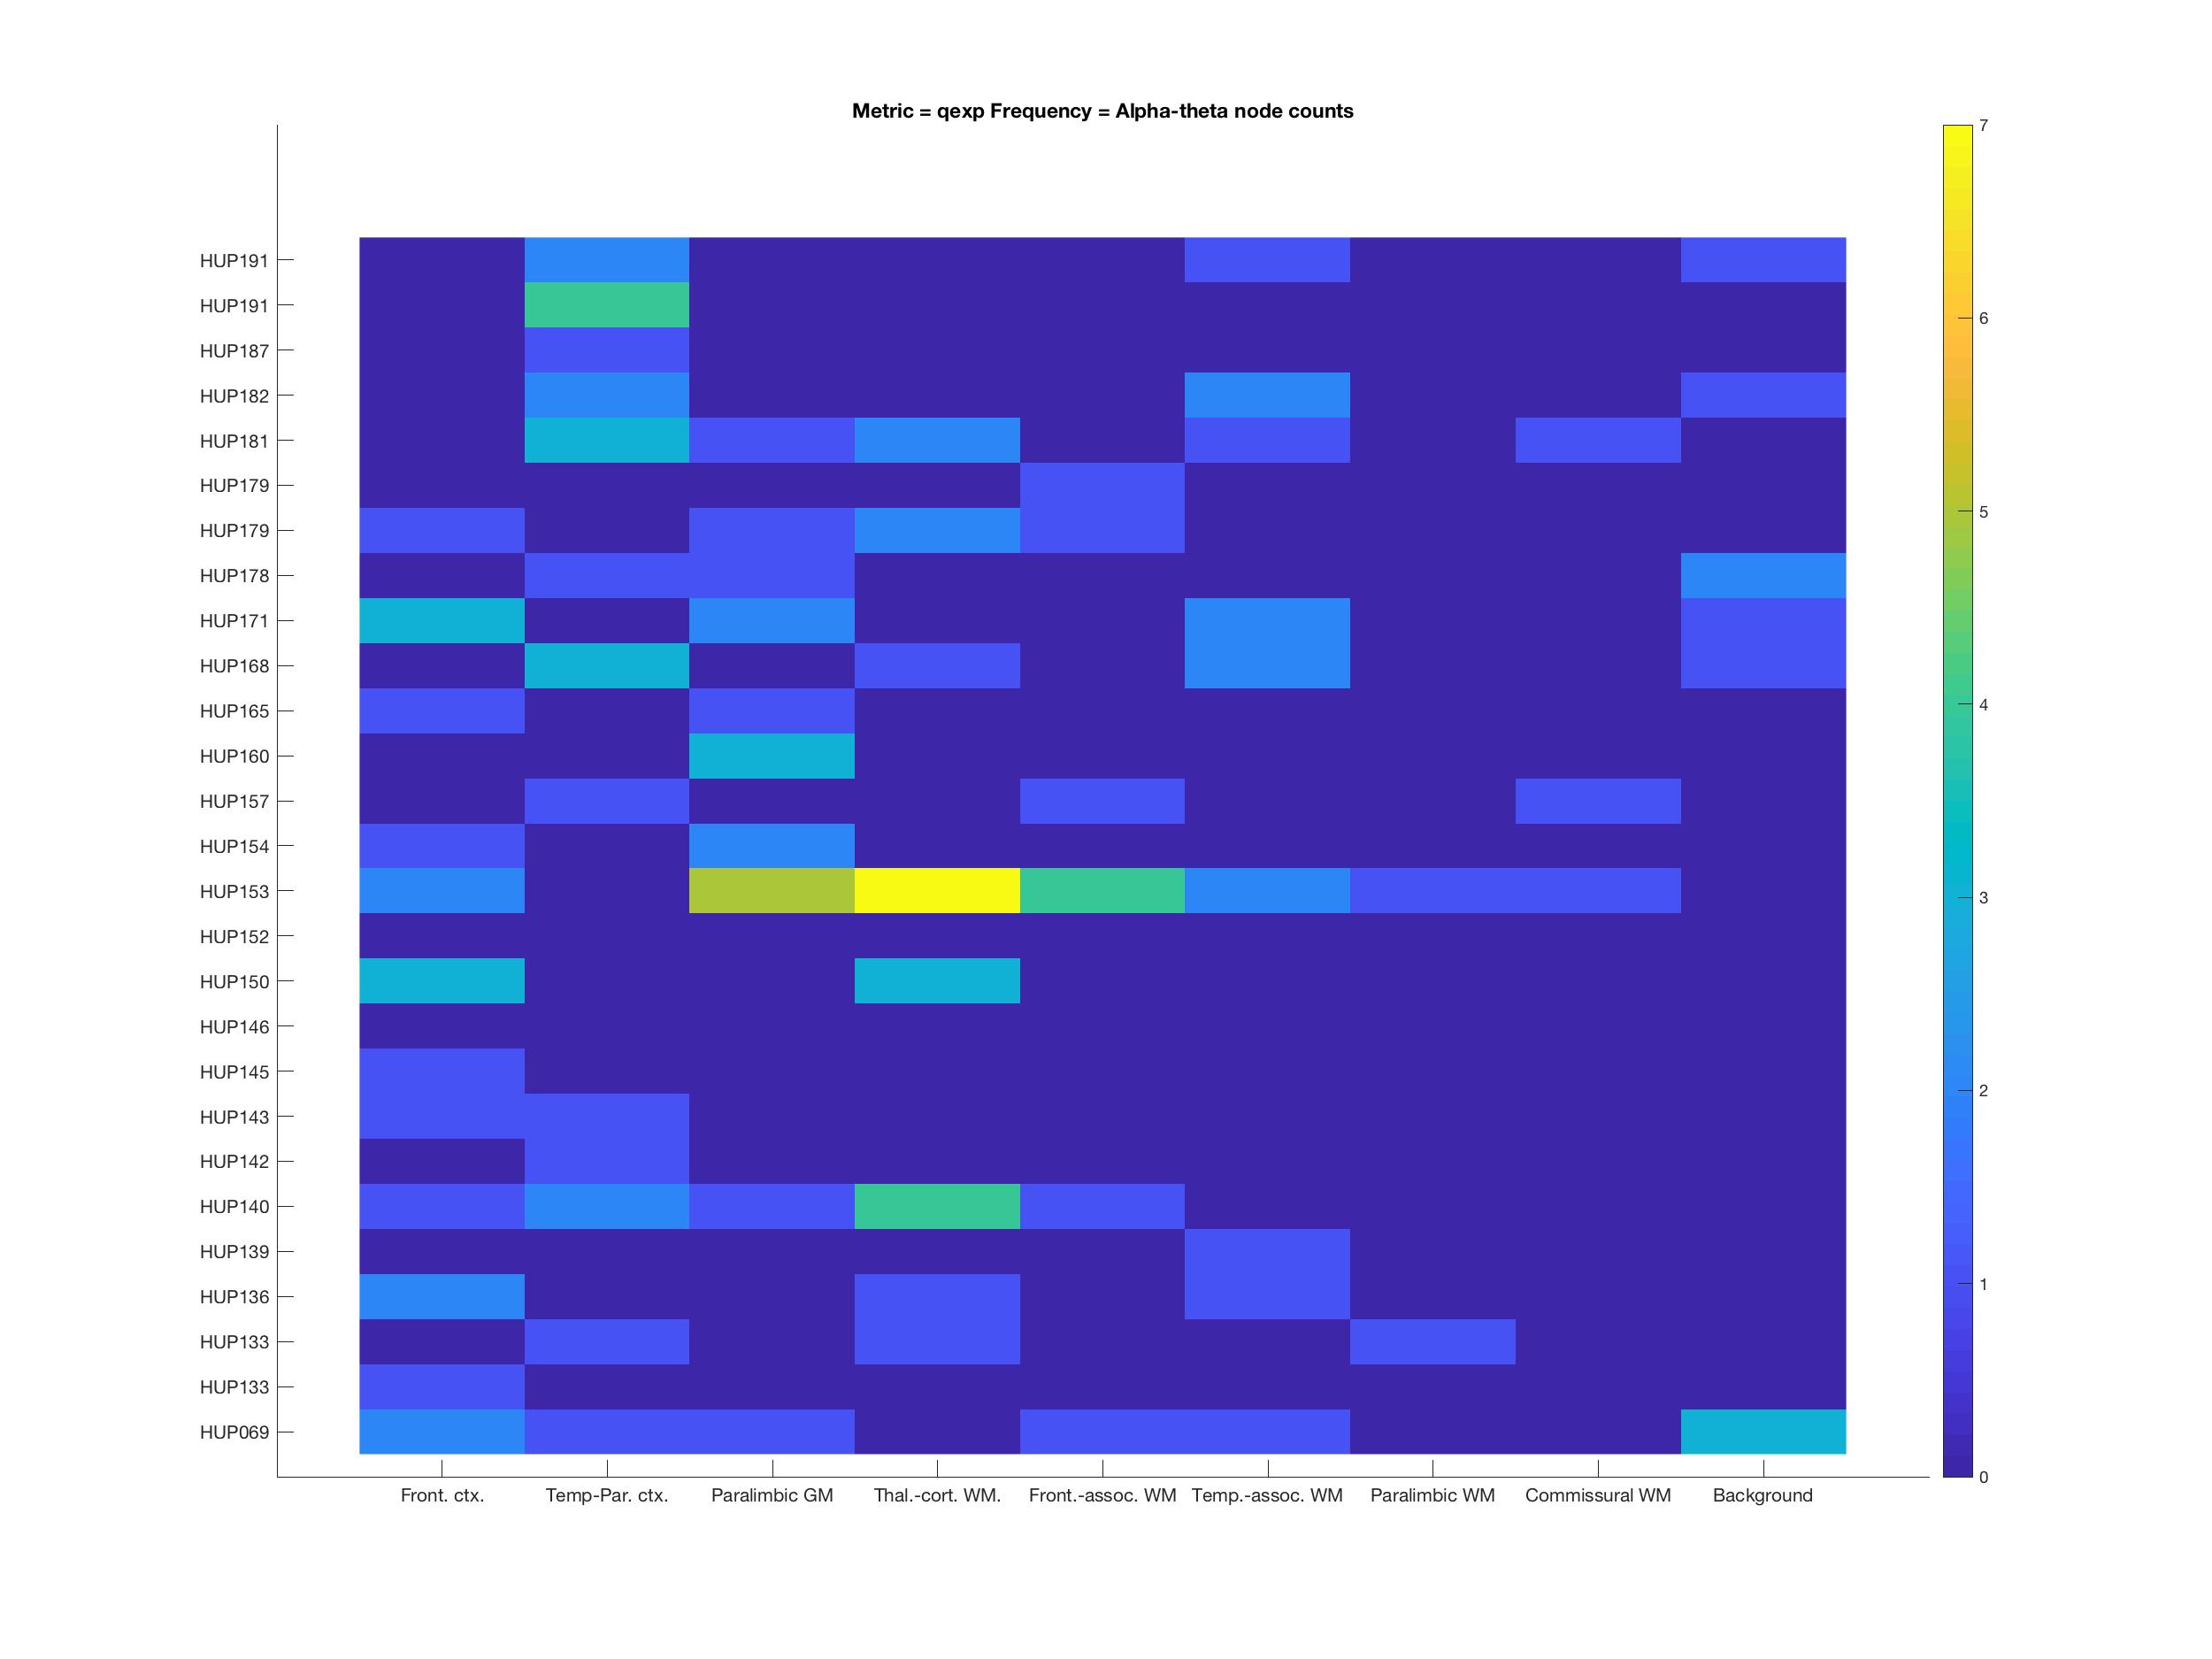 Metric = qexp Frequency = Alpha-theta node counts
HUP191
HUP191
HUP187
HUP182
HUP181
HUP179
HUP179
HUP178
HUP171
HUP168
HUP165
HUP160
HUP157
HUP154
HUP153
HUP152
HUP150
HUP146
HUP145
HUP143
HUP142
HUP140
HUP139
HUP136
HUP133
HUP133
HUP069
Front. ctx. Temp-Par. ctx. Paralimbic GM Thal.-cort. WM. Front.-assoc. WM Temp.-assoc. WM Paralimbic WM Commissural WM Background
7
6
5
4
3
2
1
0